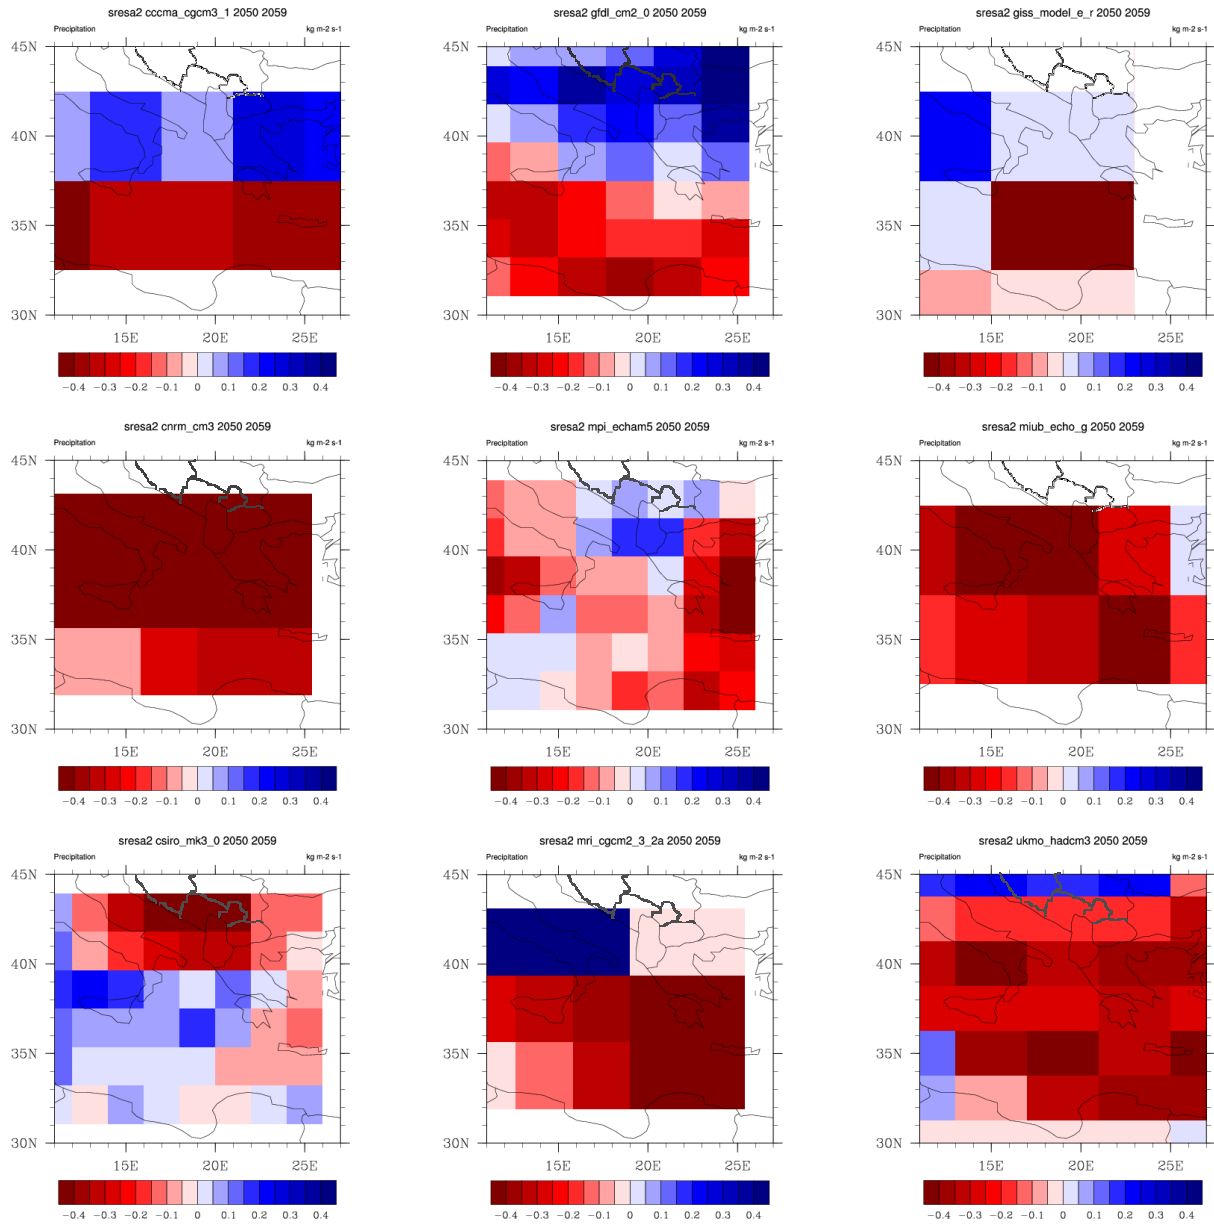 sresa2 cccma_cgcm3_1 2050 2059
Precipitation kg m-2 s-1
45N
40N
35N
30N
15E 20E 25E
−0.4 −0.3 −0.2 −0.1 0 0.1 0.2 0.3 0.4
sresa2 gfdl_cm2_0 2050 2059
Precipitation kg m-2 s-1
45N
40N
35N
30N
15E 20E 25E
−0.4 −0.3 −0.2 −0.1 0 0.1 0.2 0.3 0.4
sresa2 giss_model_e_r 2050 2059
Precipitation kg m-2 s-1
45N
40N
35N
30N
15E 20E 25E
−0.4 −0.3 −0.2 −0.1 0 0.1 0.2 0.3 0.4
sresa2 cnrm_cm3 2050 2059
Precipitation kg m-2 s-1
45N
40N
35N
30N
15E 20E 25E
−0.4 −0.3 −0.2 −0.1 0 0.1 0.2 0.3 0.4
sresa2 mpi_echam5 2050 2059
Precipitation kg m-2 s-1
45N
40N
35N
30N
15E 20E 25E
−0.4 −0.3 −0.2 −0.1 0 0.1 0.2 0.3 0.4
sresa2 miub_echo_g 2050 2059
Precipitation kg m-2 s-1
45N
40N
35N
30N
15E 20E 25E
−0.4 −0.3 −0.2 −0.1 0 0.1 0.2 0.3 0.4
sresa2 csiro_mk3_0 2050 2059
Precipitation kg m-2 s-1
45N
40N
35N
30N
15E 20E 25E
−0.4 −0.3 −0.2 −0.1 0 0.1 0.2 0.3 0.4
sresa2 mri_cgcm2_3_2a 2050 2059
Precipitation kg m-2 s-1
45N
40N
35N
30N
15E 20E 25E
−0.4 −0.3 −0.2 −0.1 0 0.1 0.2 0.3 0.4
sresa2 ukmo_hadcm3 2050 2059
Precipitation kg m-2 s-1
45N
40N
35N
30N
15E 20E 25E
−0.4 −0.3 −0.2 −0.1 0 0.1 0.2 0.3 0.4